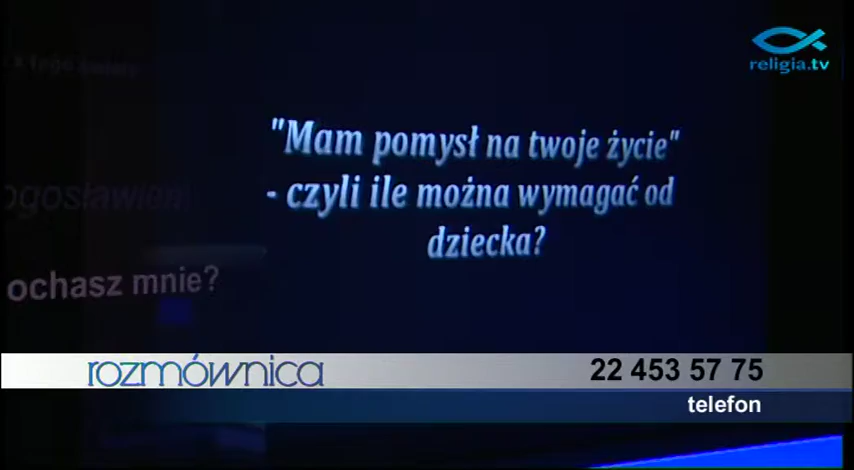 religia.tv
"Mam pomysł na twoje życie"
- czyli ile można wymagać od
dziecka?
ochasz mnie?
rozmównica
22 453 57 75
telefon